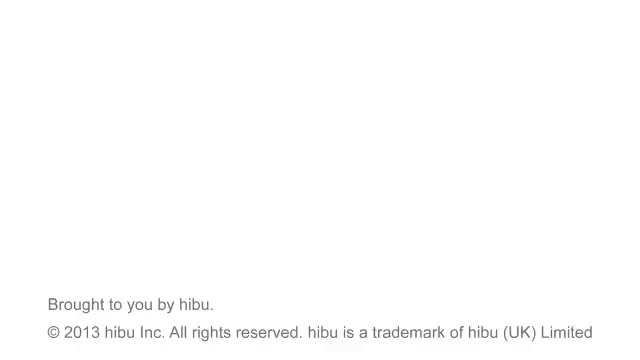 Brought to you by hibu.
© 2013 hibu Inc. All rights reserved. hibu is a trademark of hibu (UK) Limited